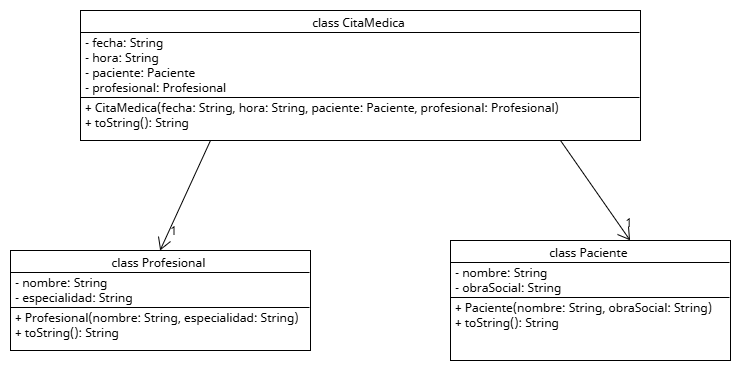 class CitaMedica
- fecha: String
- hora: String
- paciente: Paciente
- profesional: Profesional
+ CitaMedica(fecha: String, hora: String, paciente: Paciente, profesional: Profesional)
+ toString(): String
1
1
class Profesional
- nombre: String
- especialidad: String
+ Profesional(nombre: String, especialidad: String)
+ toString(): String
class Paciente
- nombre: String
- obraSocial: String
+ Paciente(nombre: String, obraSocial: String)
+ toString(): String